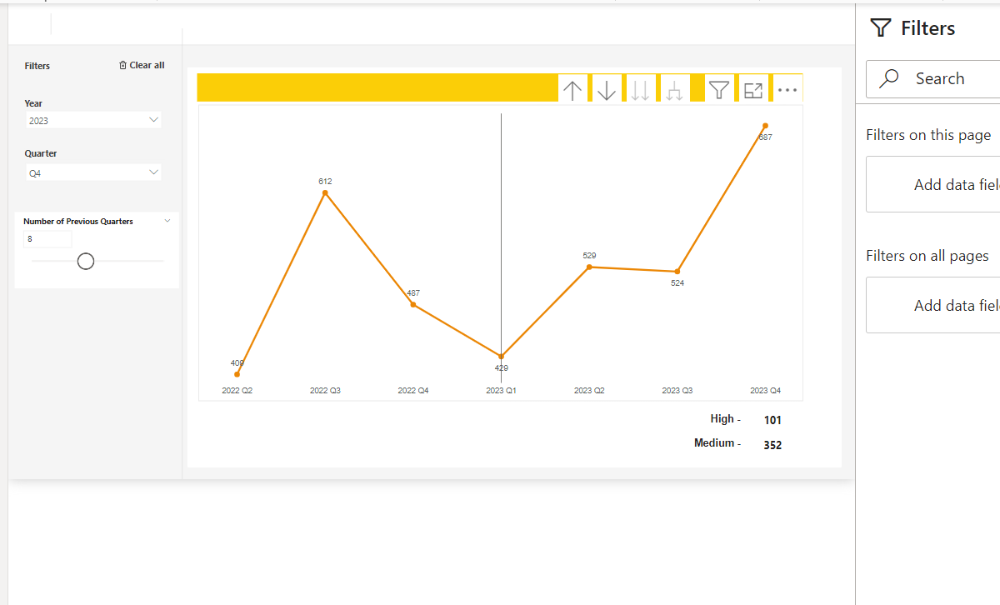 Filters
Clear all
Year
2023
Quarter
Q4
Number of Previous Quarters
8
612
487
409
429
529
524
687
2022 Q2
2022 Q3
2022 Q4
2023 Q1
2023 Q2
2023 Q3
2023 Q4
High - 101
Medium - 352
Filters
Search
Filters on this page
Add data fiel
Filters on all pages
Add data fiel